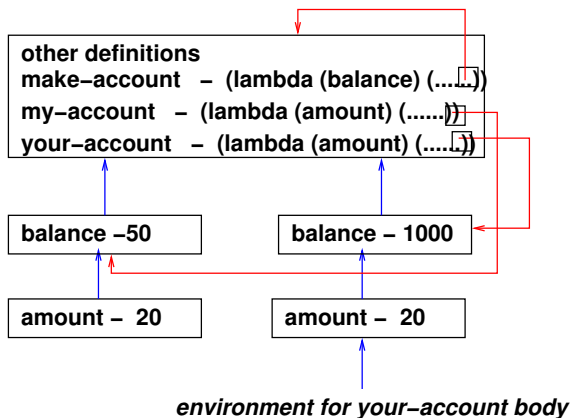 other definitions
make−account − (lambda (balance) (......))
my−account − (lambda (amount) (......))
your−account − (lambda (amount) (......))
balance −50
balance − 1000
amount − 20
amount − 20
environment for your−account body